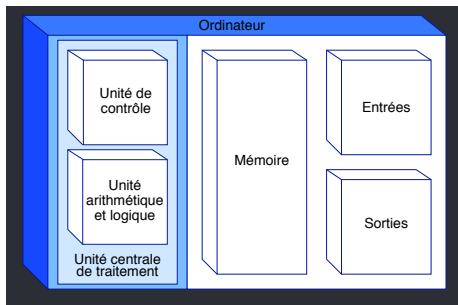 Ordinateur
Unité de
contrôle
Unité
arithmétique
et logique
Unité centrale
de traitement
Mémoire
Entrées
Sorties